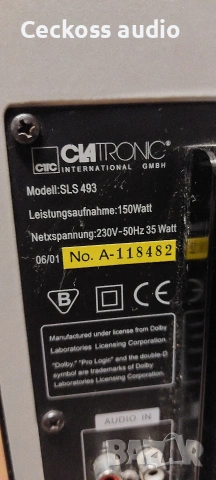 Ceckoss audio
CTC CLATRONIC®
INTERNATIONAL GMBH
Modell:SLS 493
Leistungsaufnahme:150Watt
Netxspannung:230V~50Hz 35 Watt
06/01 No. A-118482
B
Manufactured under license from Dolby
Laboratories Licensing Corporation.
"Dolby," "Pro Logic" and the double-D
symbol are trademarks of Dolby
Laboratories Licensing Corporation.
AUDIO IN
BAZAR